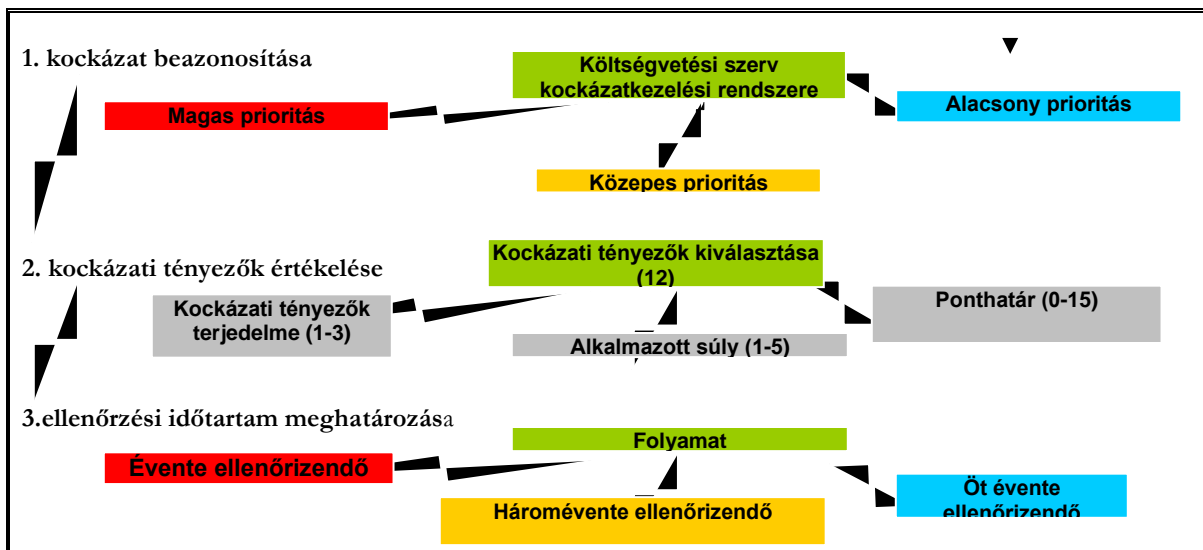 1. kockázat beazonosítása
Költségvetési szerv
kockázatkezelési rendszere
Magas prioritás
Alacsony prioritás
Közepes prioritás
2. kockázati tényezők értékelése
Kockázati tényezők kiválasztása
(12)
Kockázati tényezők
terjedelme (1-3)
Ponthatár (0-15)
Alkalmazott súly (1-5)
3.ellenőrzési időtartam meghatározása
Folyamat
Évente ellenőrizendő
Háromévente ellenőrizendő
Öt évente
ellenőrizendő